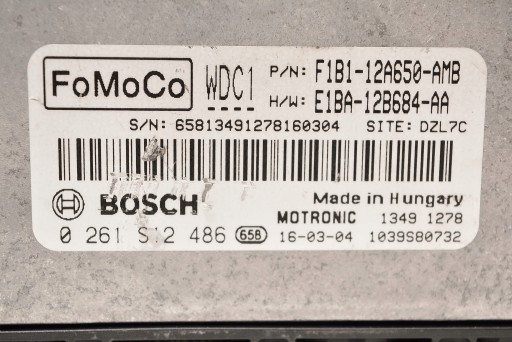 FoMoCo WDC1 P/N: F1B1-12A650-AMB
H/W: E1BA-12B684-AA
S/N: 65813491278160304 SITE: DZL7C
BOSCH Made in Hungary
MOTRONIC 1349 1278
0 261 S12 486 658 16-03-04 1039S80732